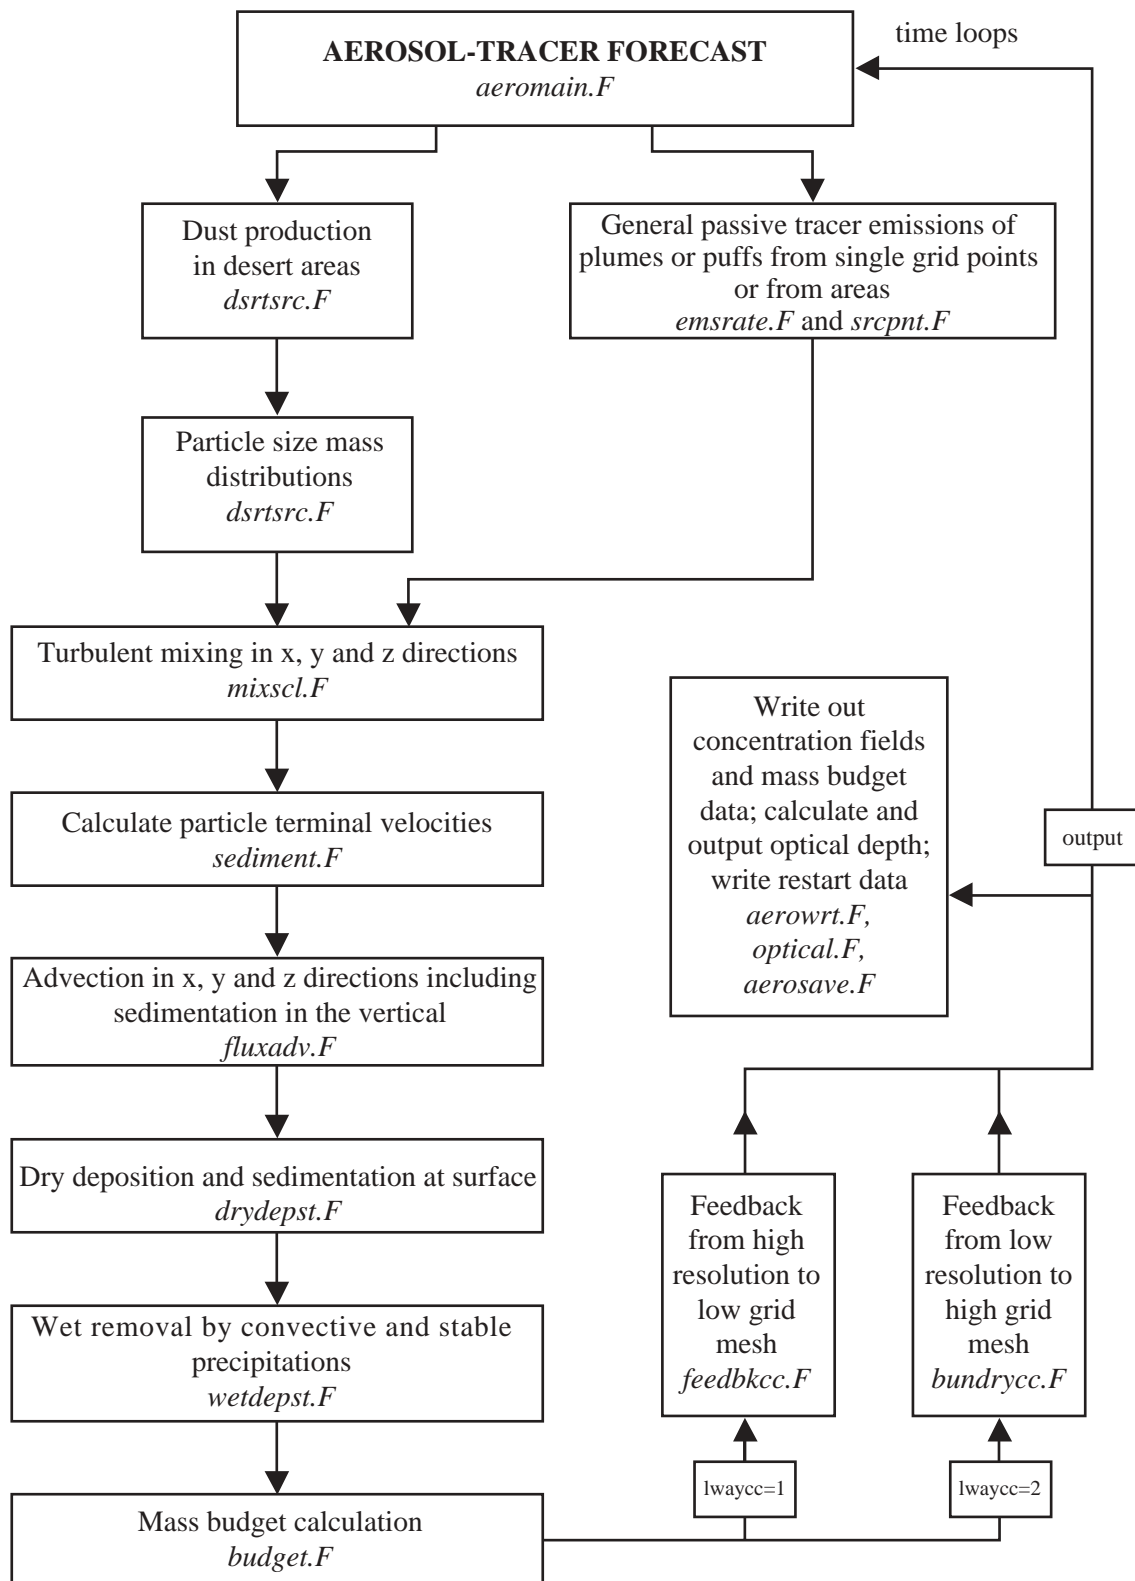 AEROSOL-TRACER FORECAST
aeromain.F
time loops
Dust production
in desert areas
dsrtsrc.F
General passive tracer emissions of
plumes or puffs from single grid points
or from areas
emsrate.F and srcpnt.F
Particle size mass
distributions
dsrtsrc.F
Turbulent mixing in x, y and z directions
mixscl.F
Calculate particle terminal velocities
sediment.F
Advection in x, y and z directions including
sedimentation in the vertical
fluxadv.F
Dry deposition and sedimentation at surface
drydepst.F
Wet removal by convective and stable
precipitations
wetdepst.F
Mass budget calculation
budget.F
Write out
concentration fields
and mass budget
data; calculate and
output optical depth;
write restart data
aerowrt.F,
optical.F,
aerosave.F
output
Feedback
from high
resolution to
low grid
mesh
feedbkcc.F
Feedback
from low
resolution to
high grid
mesh
bundrycc.F
lwaycc=1
lwaycc=2